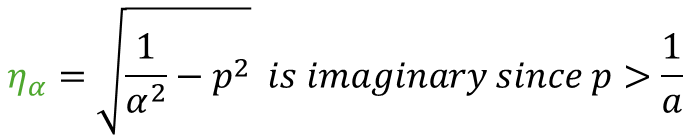 η_α = √(1/α² − p²) is imaginary since p > 1/a